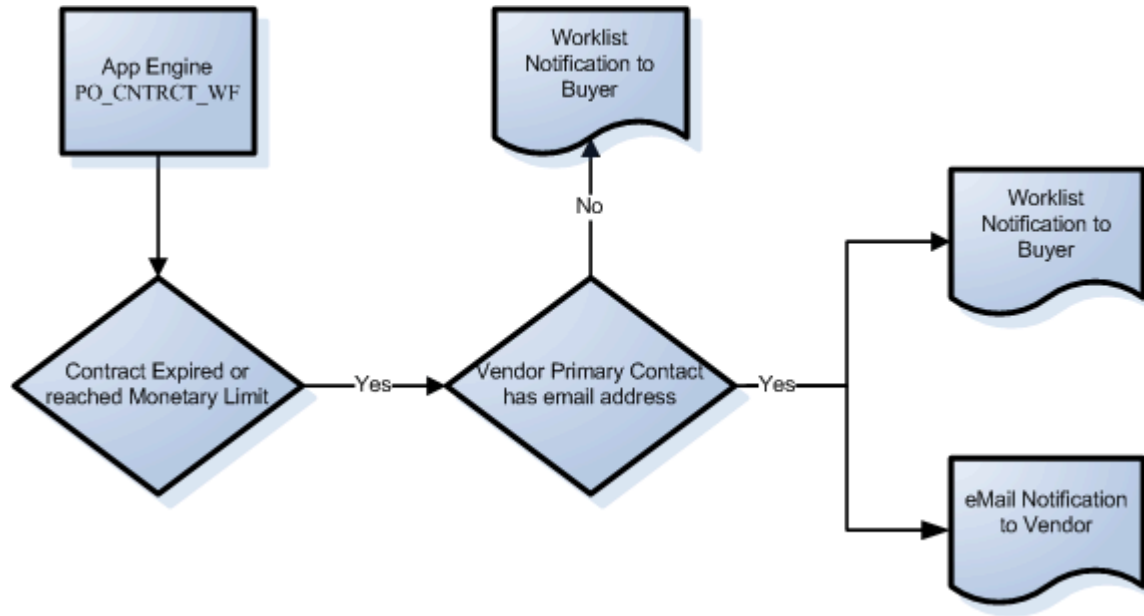 App Engine
PO_CNTRCT_WF
Worklist
Notification to
Buyer
No
Worklist
Notification to
Buyer
Contract Expired or
reached Monetary Limit
Yes
Vendor Primary Contact
has email address
Yes
eMail Notification
to Vendor